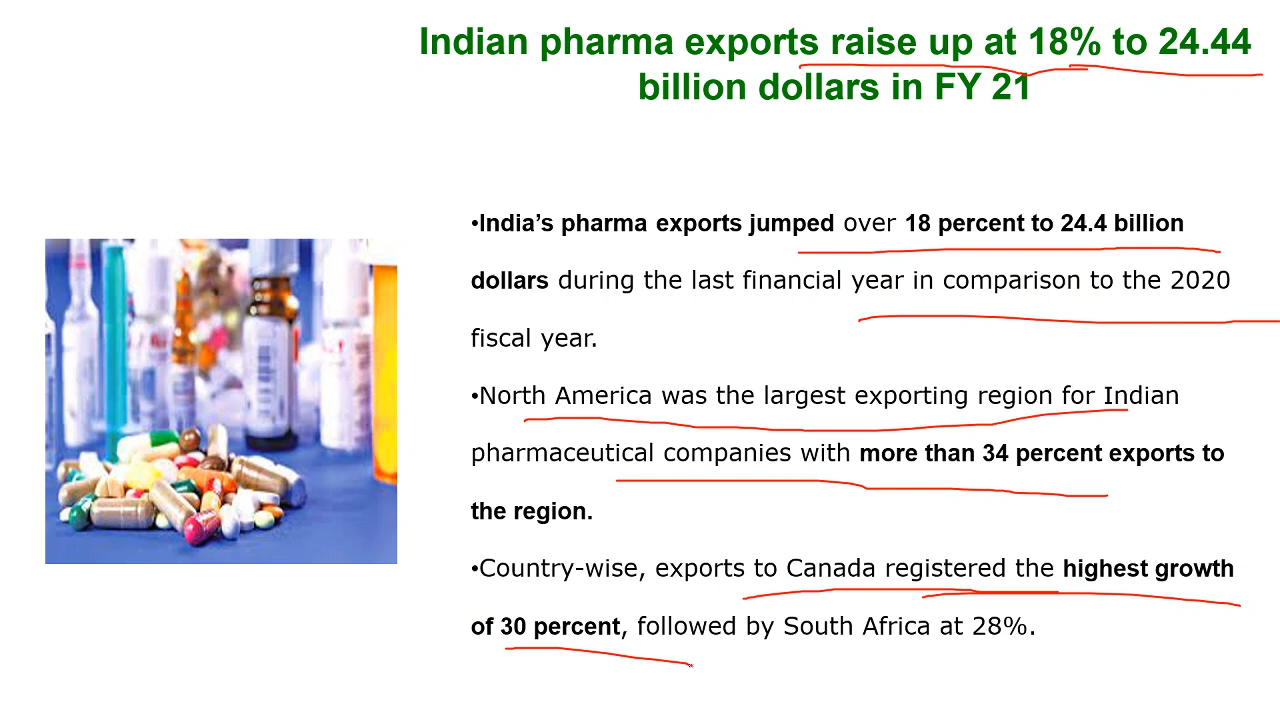 Indian pharma exports raise up at 18% to 24.44
billion dollars in FY 21
•India’s pharma exports jumped over 18 percent to 24.4 billion
dollars during the last financial year in comparison to the 2020
fiscal year.
•North America was the largest exporting region for Indian
pharmaceutical companies with more than 34 percent exports to
the region.
•Country-wise, exports to Canada registered the highest growth
of 30 percent, followed by South Africa at 28%.